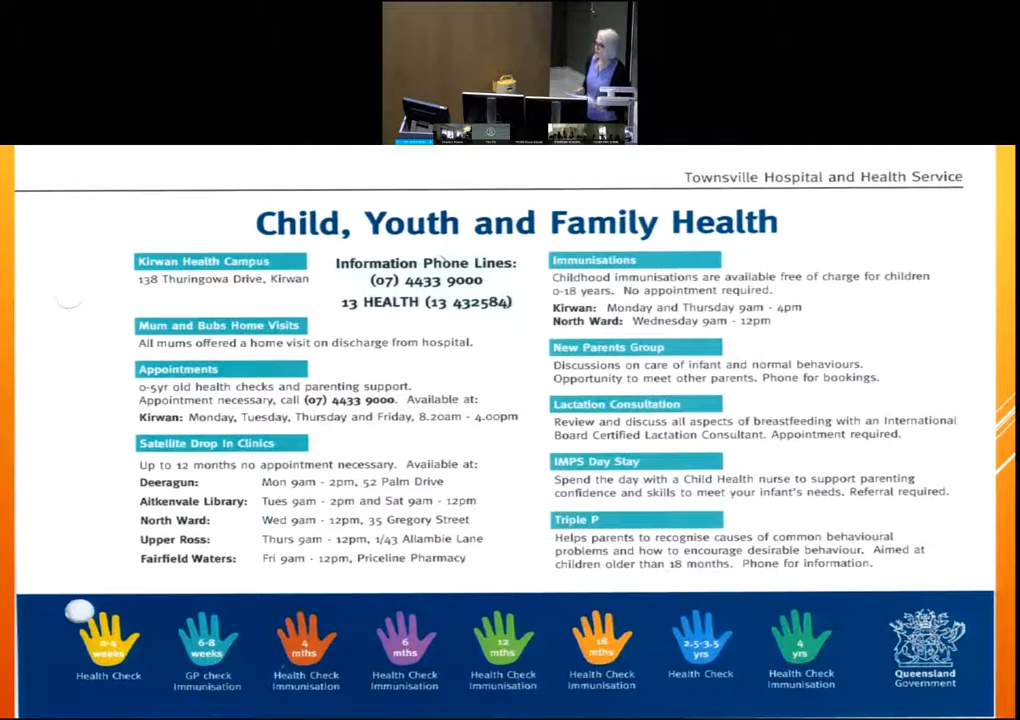 Townsville Hospital and Health Service
Child, Youth and Family Health
Kirwan Health Campus
138 Thuringowa Drive, Kirwan
Information Phone Lines:
(07) 4433 9000
13 HEALTH (13 432584)
Mum and Bubs Home Visits
All mums offered a home visit on discharge from hospital.
Appointments
0-5yr old health checks and parenting support.
Appointment necessary, call (07) 4433 9000. Available at:
Kirwan: Monday, Tuesday, Thursday and Friday, 8.20am - 4.00pm
Satellite Drop In Clinics
Up to 12 months no appointment necessary. Available at:
Deeragun: Mon 9am - 2pm, 52 Palm Drive
Aitkenvale Library: Tues 9am - 2pm and Sat 9am - 12pm
North Ward: Wed 9am - 12pm, 35 Gregory Street
Upper Ross: Thurs 9am - 12pm, 1/43 Allambie Lane
Fairfield Waters: Fri 9am - 12pm, Priceline Pharmacy
Immunisations
Childhood immunisations are available free of charge for children
0-18 years. No appointment required.
Kirwan: Monday and Thursday 9am - 4pm
North Ward: Wednesday 9am - 12pm
New Parents Group
Discussions on care of infant and normal behaviours.
Opportunity to meet other parents. Phone for bookings.
Lactation Consultation
Review and discuss all aspects of breastfeeding with an International
Board Certified Lactation Consultant. Appointment required.
IMPS Day Stay
Spend the day with a Child Health nurse to support parenting
confidence and skills to meet your infant's needs. Referral required.
Triple P
Helps parents to recognise causes of common behavioural
problems and how to encourage desirable behaviour. Aimed at
children older than 18 months. Phone for information.
0-4
weeks
Health Check
6-8
weeks
GP check
Immunisation
4
mths
Health Check
Immunisation
6
mths
Health Check
Immunisation
12
mths
Health Check
Immunisation
18
mths
Health Check
Immunisation
2.5-3.5
yrs
Health Check
4
yrs
Health Check
Immunisation
Queensland
Government